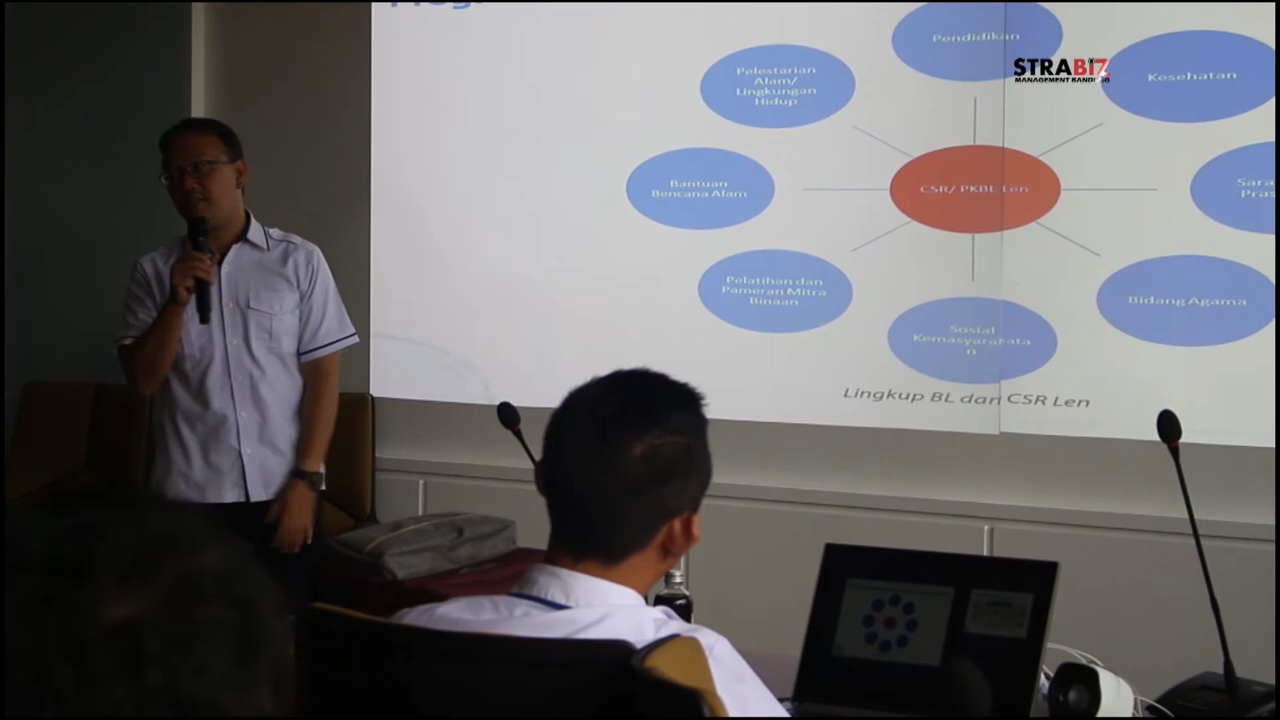 Pendidikan
STRABIZ
MANAGEMENT BANDUNG
Kesehatan
Pelestarian
Alam/
Lingkungan
Hidup
Bantuan
Bencana Alam
CSR/ PKBL Len
Pelatihan dan
Pameran Mitra
Binaan
Bidang Agama
Sosial
Kemasyarakata
n
Lingkup BL dan CSR Len